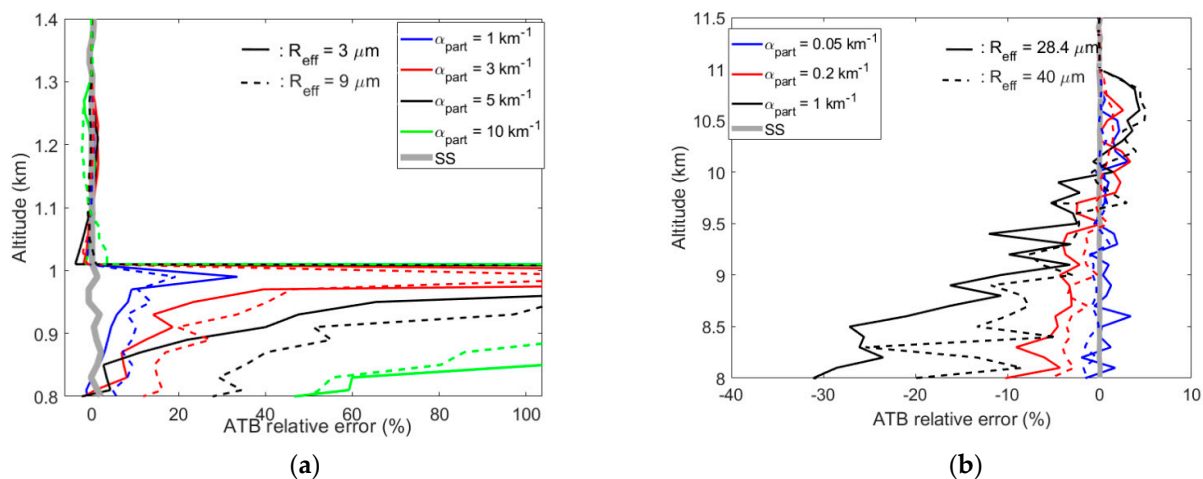 1.4
1.3
1.2
1.1
1
0.9
0.8
Altitude (km)
0 20 40 60 80 100
ATB relative error (%)
: R_eff = 3 μm
: R_eff = 9 μm
α_part = 1 km⁻¹
α_part = 3 km⁻¹
α_part = 5 km⁻¹
α_part = 10 km⁻¹
SS
(a)
11.5
11
10.5
10
9.5
9
8.5
8
Altitude (km)
-40 -30 -20 -10 0 10
ATB relative error (%)
α_part = 0.05 km⁻¹
α_part = 0.2 km⁻¹
α_part = 1 km⁻¹
SS
: R_eff = 28.4 μm
: R_eff = 40 μm
(b)